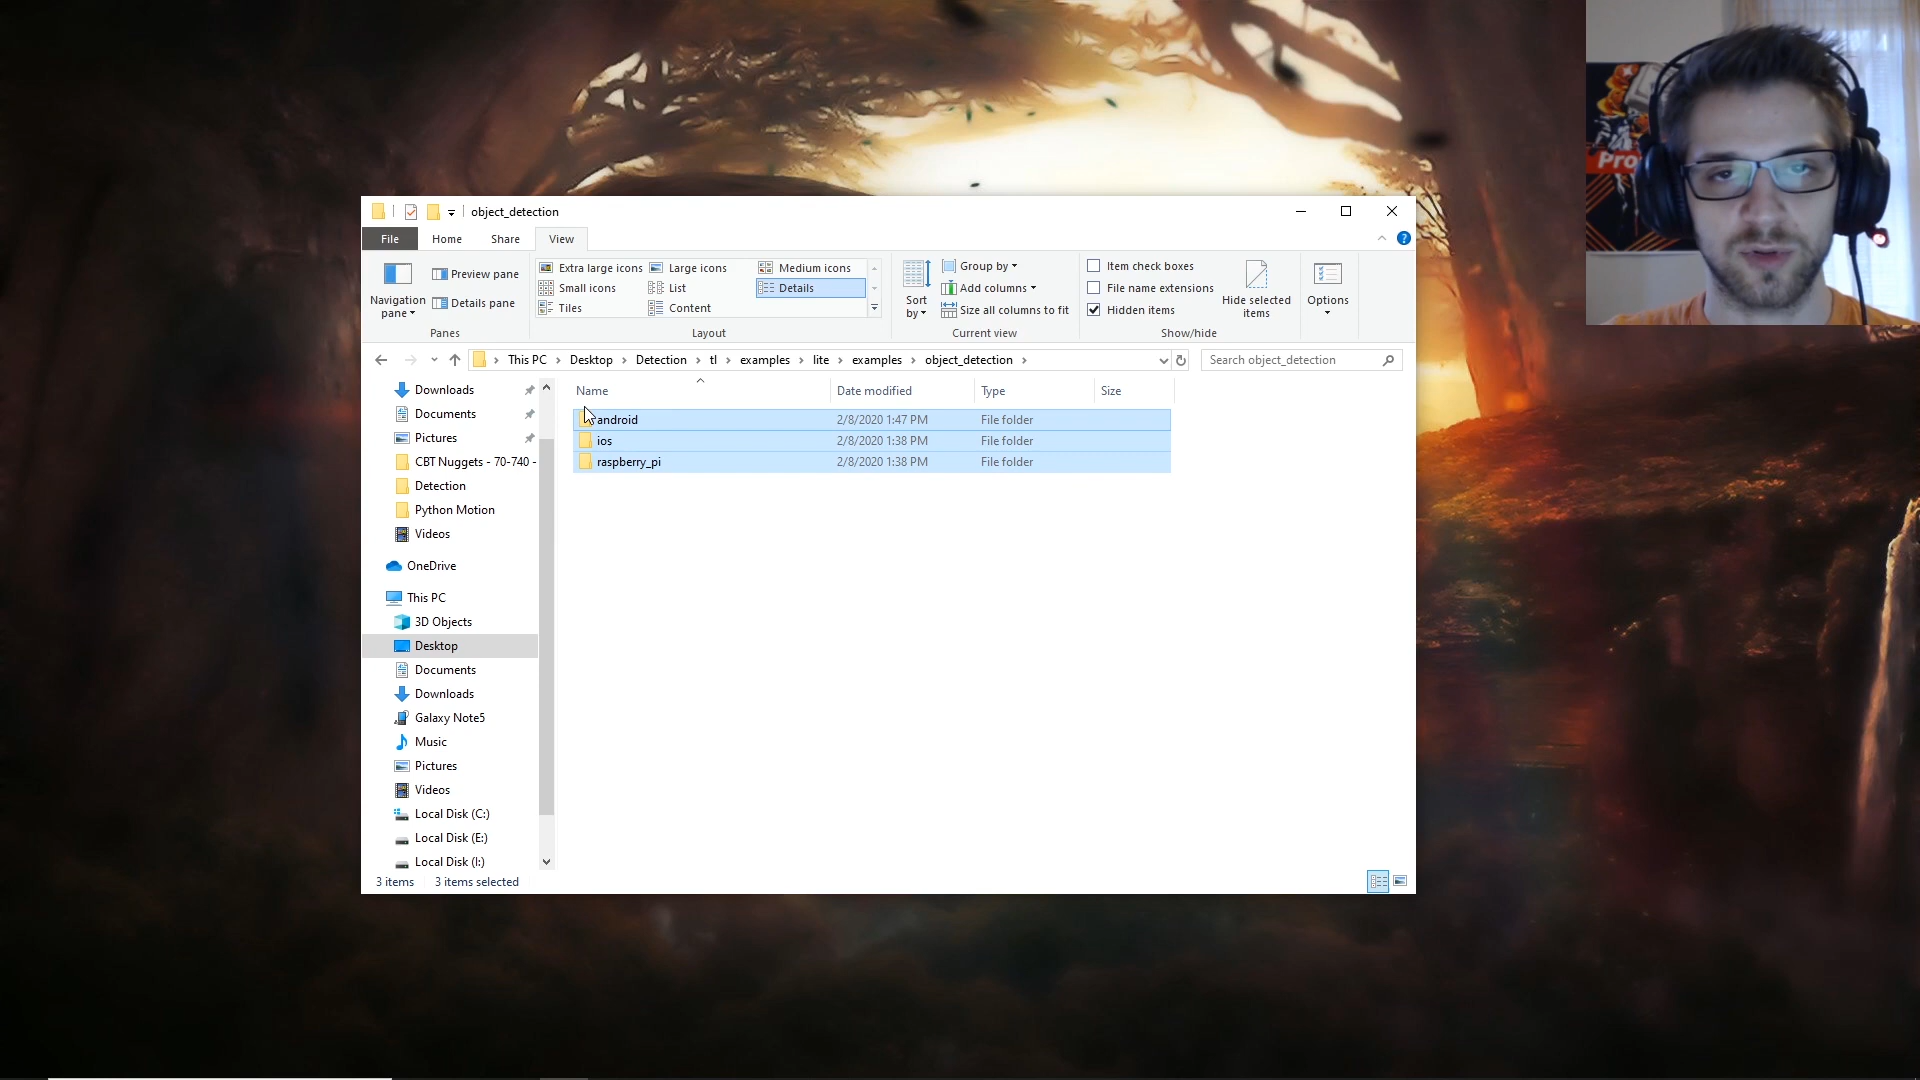 object_detection
File Home Share View
Navigation pane
Preview pane
Details pane
Panes
Extra large icons Large icons Medium icons
Small icons List Details
Tiles Content
Layout
Sort by
Group by
Add columns
Size all columns to fit
Current view
Item check boxes
File name extensions
Hidden items
Hide selected items
Show/hide
Options
This PC Desktop Detection tl examples lite examples object_detection
Search object_detection
Name Date modified Type Size
android 2/8/2020 1:47 PM File folder
ios 2/8/2020 1:38 PM File folder
raspberry_pi 2/8/2020 1:38 PM File folder
Downloads
Documents
Pictures
CBT Nuggets - 70-740 -
Detection
Python Motion
Videos
OneDrive
This PC
3D Objects
Desktop
Documents
Downloads
Galaxy Note5
Music
Pictures
Videos
Local Disk (C:)
Local Disk (E:)
Local Disk (I:)
3 items 3 items selected
Pro